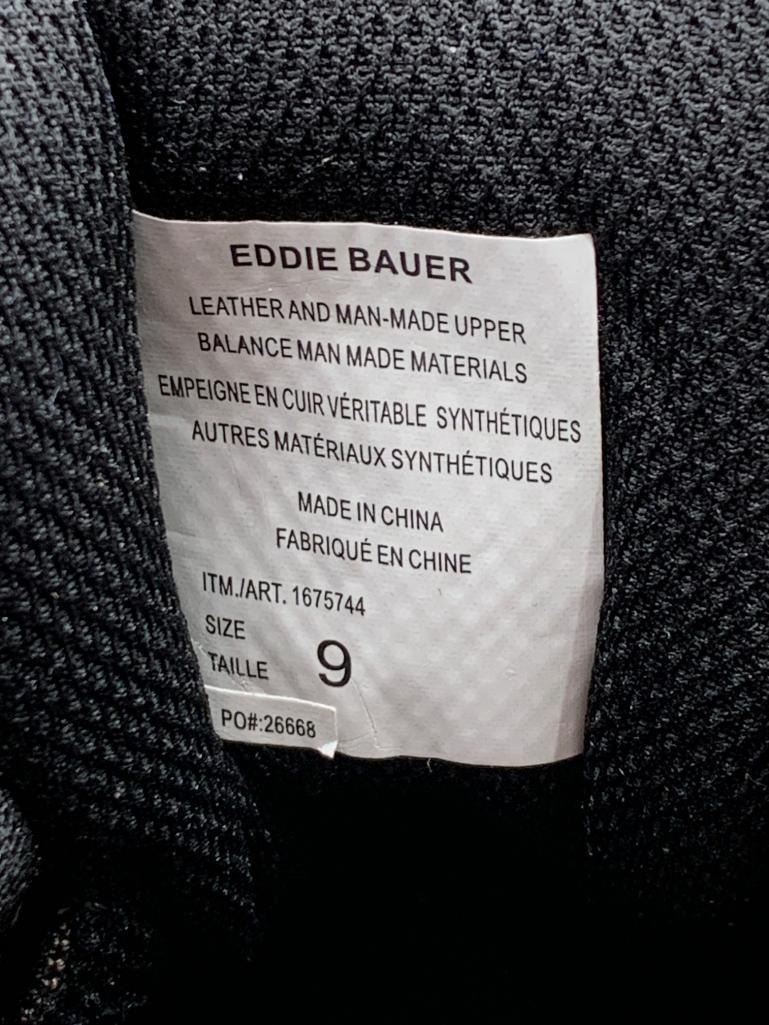 EDDIE BAUER
LEATHER AND MAN-MADE UPPER
BALANCE MAN MADE MATERIALS
EMPEIGNE EN CUIR VÉRITABLE SYNTHÉTIQUES
AUTRES MATÉRIAUX SYNTHÉTIQUES
MADE IN CHINA
FABRIQUÉ EN CHINE
ITM./ART. 1675744
SIZE
TAILLE 9
PO#:26668